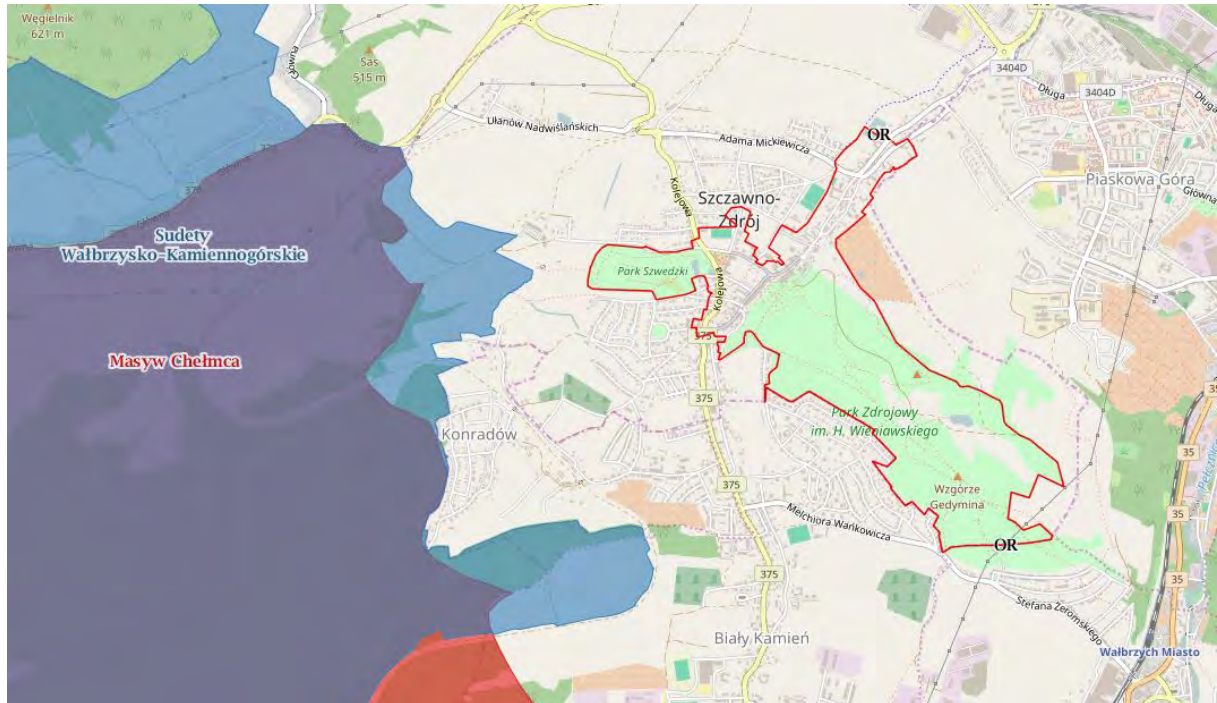 Węgielnik
621 m
Sas
515 m
Główna
3404D
Długa
3404D
Długa
Ułanów Nadwiślańskich
Adama Mickiewicza
OR
Piaskowa Góra
Główna
Kolejowa
Szczawno-
Zdrój
Sudety
Wałbrzysko-Kamiennogórskie
Park Szwedzki
Kolejowa
375
Masyw Chełmca
375
Park Zdrojowy
im. H. Wieniawskiego
35
Konradów
375
Wzgórze
Gedymina
35
Melchiora Wańkowicza
OR
375
35
Stefana Żeromskiego
Biały Kamień
Wałbrzych Miasto